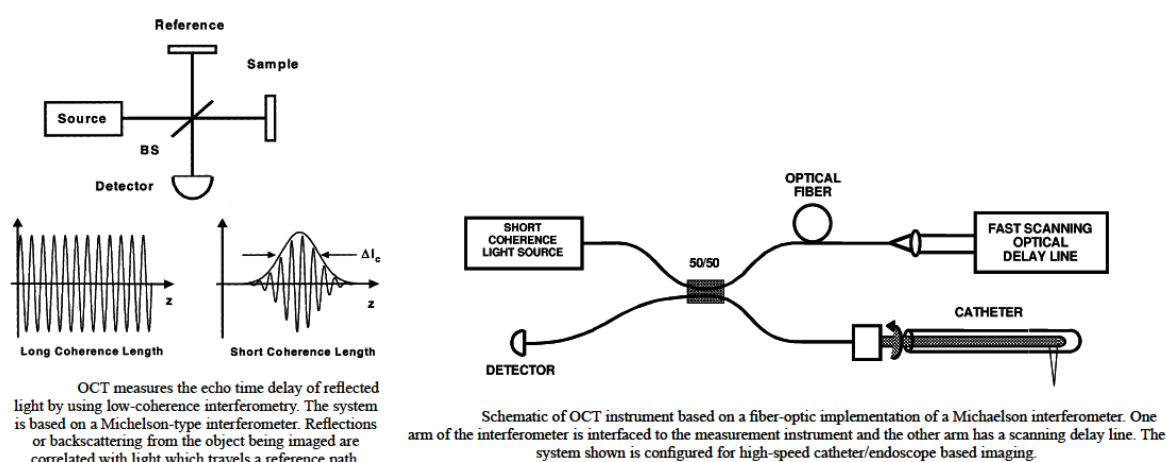 Reference
Sample
Source
BS
Detector
Δlc
z
z
Long Coherence Length
Short Coherence Length
OCT measures the echo time delay of reflected
light by using low-coherence interferometry. The system
is based on a Michelson-type interferometer. Reflections
or backscattering from the object being imaged are
correlated with light which travels a reference path
OPTICAL
FIBER
SHORT
COHERENCE
LIGHT SOURCE
50/50
FAST SCANNING
OPTICAL
DELAY LINE
CATHETER
DETECTOR
Schematic of OCT instrument based on a fiber-optic implementation of a Michaelson interferometer. One
arm of the interferometer is interfaced to the measurement instrument and the other arm has a scanning delay line. The
system shown is configured for high-speed catheter/endoscope based imaging.